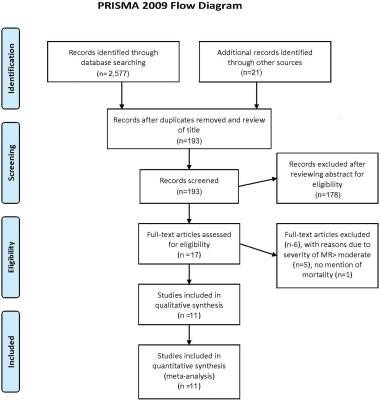 PRISMA 2009 Flow Diagram
Identification
Records identified through
database searching
(n= 2,577)
Additional records identified
through other sources
(n=21)
Records after duplicates removed and review
of title
(n=193)
Screening
Records screened
(n=193)
Records excluded after
reviewing abstract for
eligibility
(n=178)
Eligibility
Full-text articles assessed
for eligibility
(n =17)
Full-text articles excluded
(n-6), with reasons due to
severity of MR> moderate
(n=5), no mention of
mortality (n=1)
Studies included in
qualitative synthesis
(n =11)
Included
Studies included in
quantitative synthesis
(meta-analysis)
(n =11)